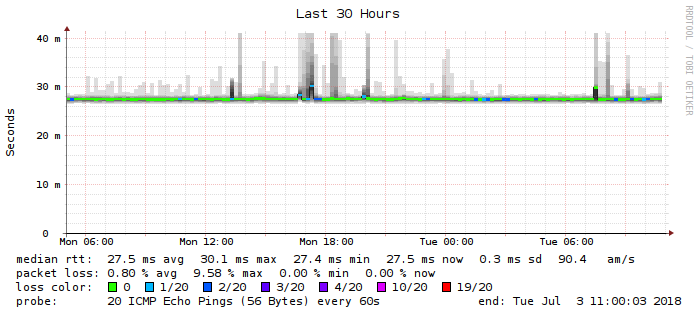 Last 30 Hours
RRDTOOL / TOBI OETIKER
Seconds
40 m
30 m
20 m
10 m
0
Mon 06:00 Mon 12:00 Mon 18:00 Tue 00:00 Tue 06:00
median rtt: 27.5 ms avg 30.1 ms max 27.4 ms min 27.5 ms now 0.3 ms sd 90.4 am/s
packet loss: 0.80 % avg 9.58 % max 0.00 % min 0.00 % now
loss color: 0 1/20 2/20 3/20 4/20 10/20 19/20
probe: 20 ICMP Echo Pings (56 Bytes) every 60s end: Tue Jul 3 11:00:03 2018